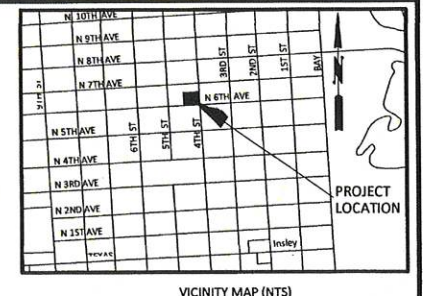 N 10TH AVE
N 9TH AVE
N 8TH AVE
N 7TH AVE
3RD ST
2ND ST
1ST ST
BAY
N
N 6TH AVE
N 5TH AVE
6TH ST
5TH ST
4TH ST
N 4TH AVE
N 3RD AVE
N 2ND AVE
N 1ST AVE
TEXAS
Insley
PROJECT
LOCATION
VICINITY MAP (NTS)